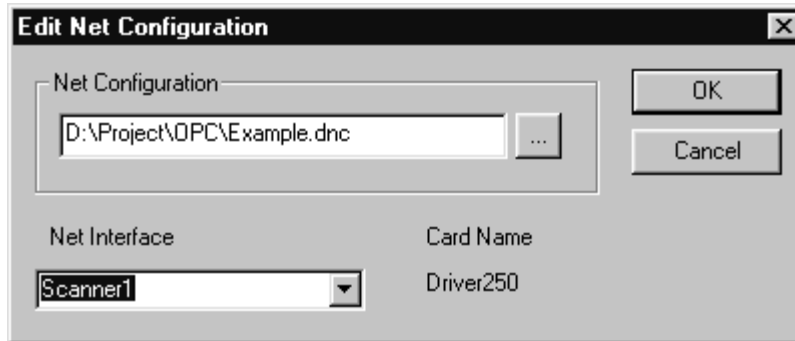 Edit Net Configuration
Net Configuration
D:\Project\OPC\Example.dnc
...
OK
Cancel
Net Interface
Card Name
Scanner1
Driver250